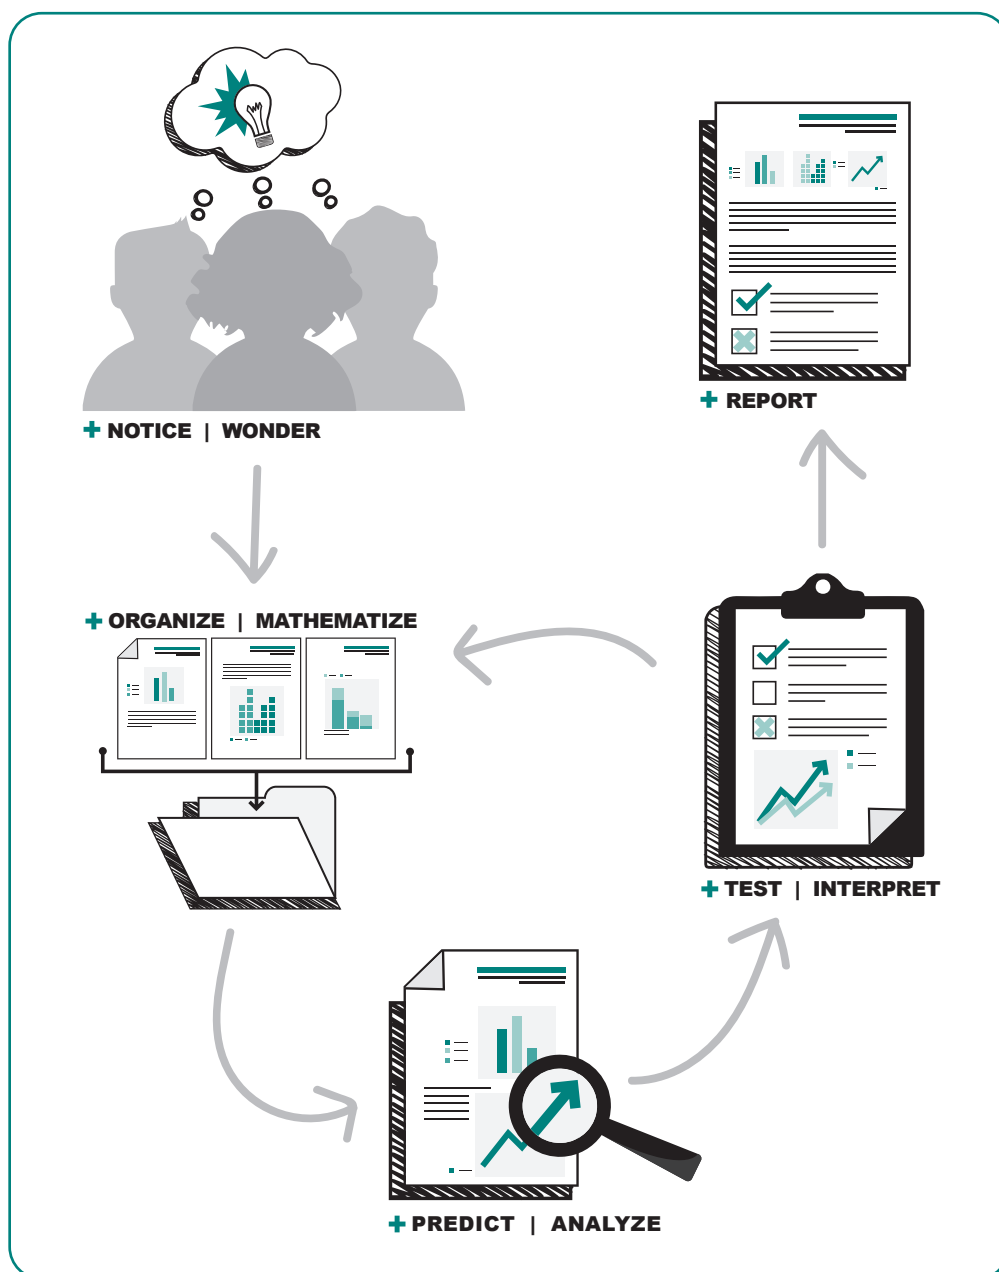 + NOTICE | WONDER
+ REPORT
+ ORGANIZE | MATHEMATIZE
+ TEST | INTERPRET
+ PREDICT | ANALYZE